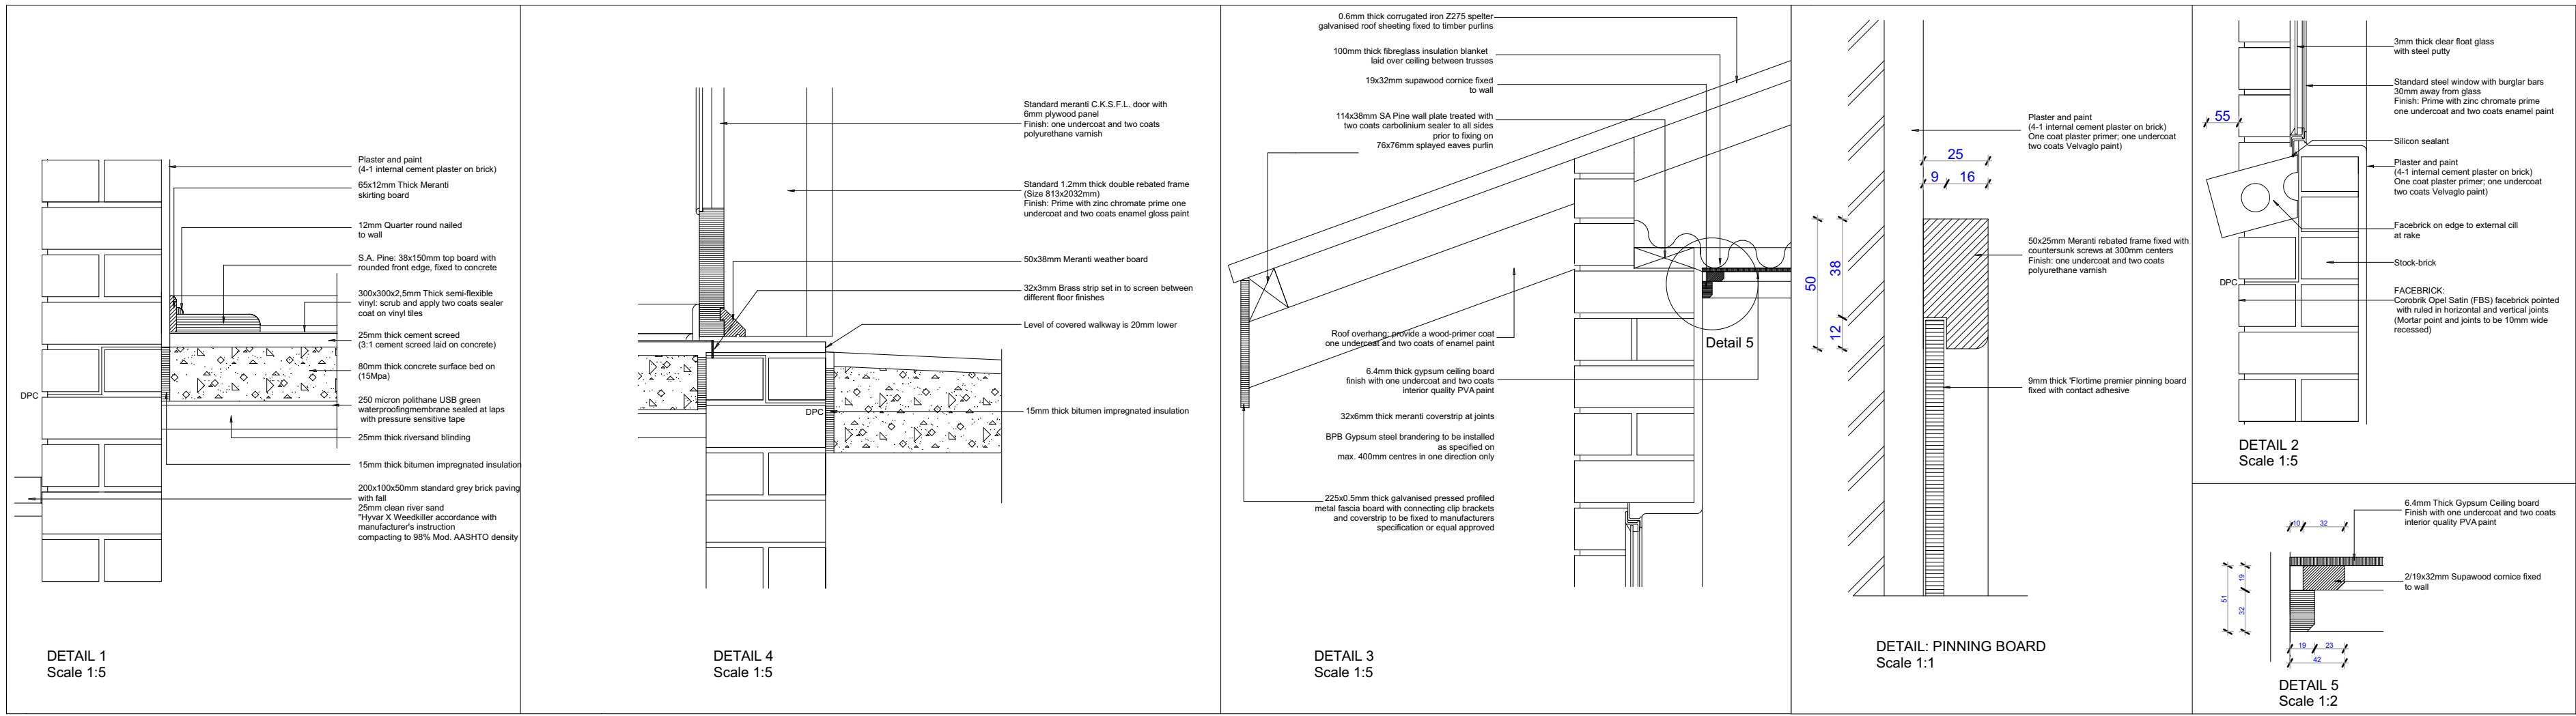 Plaster and paint
(4-1 internal cement plaster on brick)
65x12mm Thick Meranti
skirting board
12mm Quarter round nailed
to wall
S.A. Pine: 38x150mm top board with
rounded front edge, fixed to concrete
300x300x2,5mm Thick semi-flexible
vinyl: scrub and apply two coats sealer
coat on vinyl tiles
25mm thick cement screed
(3:1 cement screed laid on concrete)
80mm thick concrete surface bed on
(15Mpa)
DPC
250 micron polithane USB green
waterproofingmembrane sealed at laps
with pressure sensitive tape
25mm thick riversand blinding
15mm thick bitumen impregnated insulation
200x100x50mm standard grey brick paving
with fall
25mm clean river sand
"Hyvar X Weedkiller accordance with
manufacturer's instruction
compacting to 98% Mod. AASHTO density
DETAIL 1
Scale 1:5
Standard meranti C.K.S.F.L. door with
6mm plywood panel
Finish: one undercoat and two coats
polyurethane varnish
Standard 1.2mm thick double rebated frame
(Size 813x2032mm)
Finish: Prime with zinc chromate prime one
undercoat and two coats enamel gloss paint
50x38mm Meranti weather board
32x3mm Brass strip set in to screen between
different floor finishes
Level of covered walkway is 20mm lower
DPC
15mm thick bitumen impregnated insulation
DETAIL 4
Scale 1:5
0.6mm thick corrugated iron Z275 spelter
galvanised roof sheeting fixed to timber purlins
100mm thick fibreglass insulation blanket
laid over ceiling between trusses
19x32mm supawood cornice fixed
to wall
114x38mm SA Pine wall plate treated with
two coats carbolinium sealer to all sides
prior to fixing on
76x76mm splayed eaves purlin
Roof overhang; provide a wood-primer coat
one undercoat and two coats of enamel paint
Detail 5
6.4mm thick gypsum ceiling board
finish with one undercoat and two coats
interior quality PVA paint
32x6mm thick meranti coverstrip at joints
BPB Gypsum steel brandering to be installed
as specified on
max. 400mm centres in one direction only
225x0.5mm thick galvanised pressed profiled
metal fascia board with connecting clip brackets
and coverstrip to be fixed to manufacturers
specification or equal approved
DETAIL 3
Scale 1:5
Plaster and paint
(4-1 internal cement plaster on brick)
One coat plaster primer; one undercoat
two coats Velvaglo paint)
25
9 16
50
38
12
50x25mm Meranti rebated frame fixed with
countersunk screws at 300mm centers
Finish: one undercoat and two coats
polyurethane varnish
9mm thick 'Flortime premier pinning board
fixed with contact adhesive
DETAIL: PINNING BOARD
Scale 1:1
3mm thick clear float glass
with steel putty
Standard steel window with burglar bars
30mm away from glass
Finish: Prime with zinc chromate prime
one undercoat and two coats enamel paint
55
Silicon sealant
Plaster and paint
(4-1 internal cement plaster on brick)
One coat plaster primer; one undercoat
two coats Velvaglo paint)
Facebrick on edge to external cill
at rake
Stock-brick
DPC
FACEBRICK:
Corobrik Opel Satin (FBS) facebrick pointed
with ruled in horizontal and vertical joints
(Mortar point and joints to be 10mm wide
recessed)
DETAIL 2
Scale 1:5
6.4mm Thick Gypsum Ceiling board
Finish with one undercoat and two coats
interior quality PVA paint
10 32
2/19x32mm Supawood cornice fixed
to wall
51
19
32
19 23
42
DETAIL 5
Scale 1:2